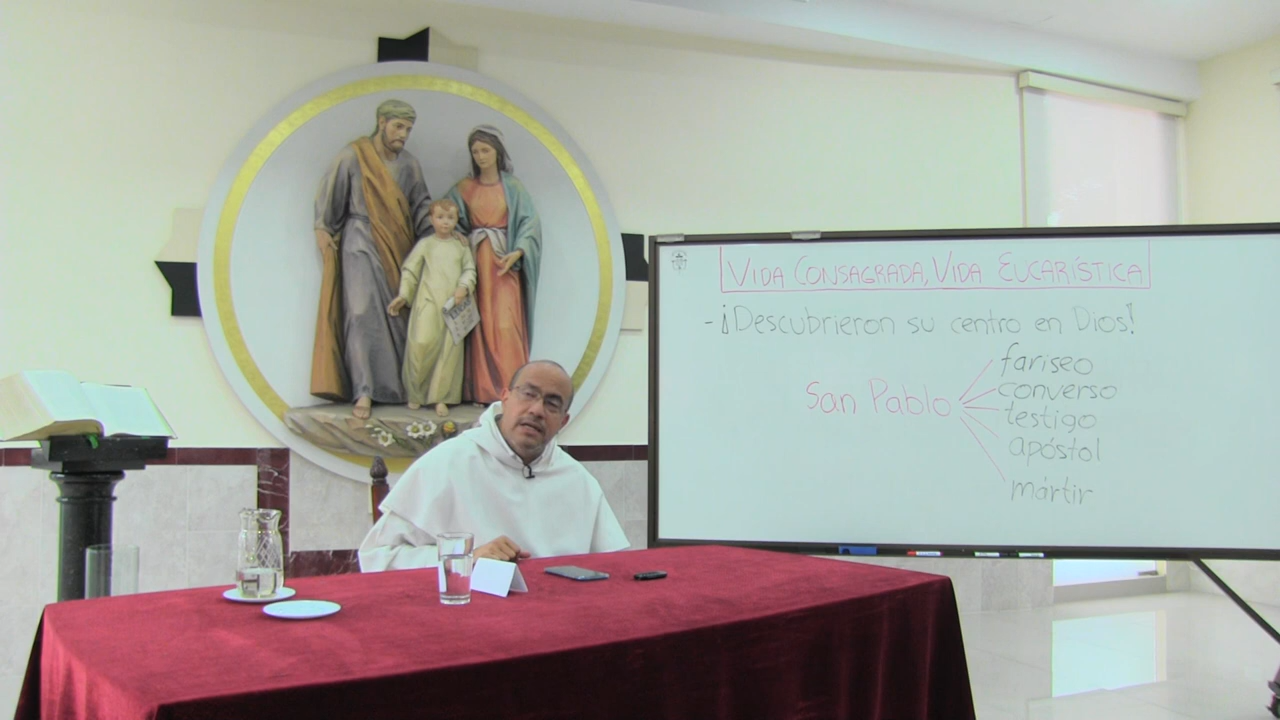 VIDA CONSAGRADA, VIDA EUCARÍSTICA
- ¡Descubrieron su centro en Dios!
San Pablo
fariseo
converso
testigo
apóstol
mártir